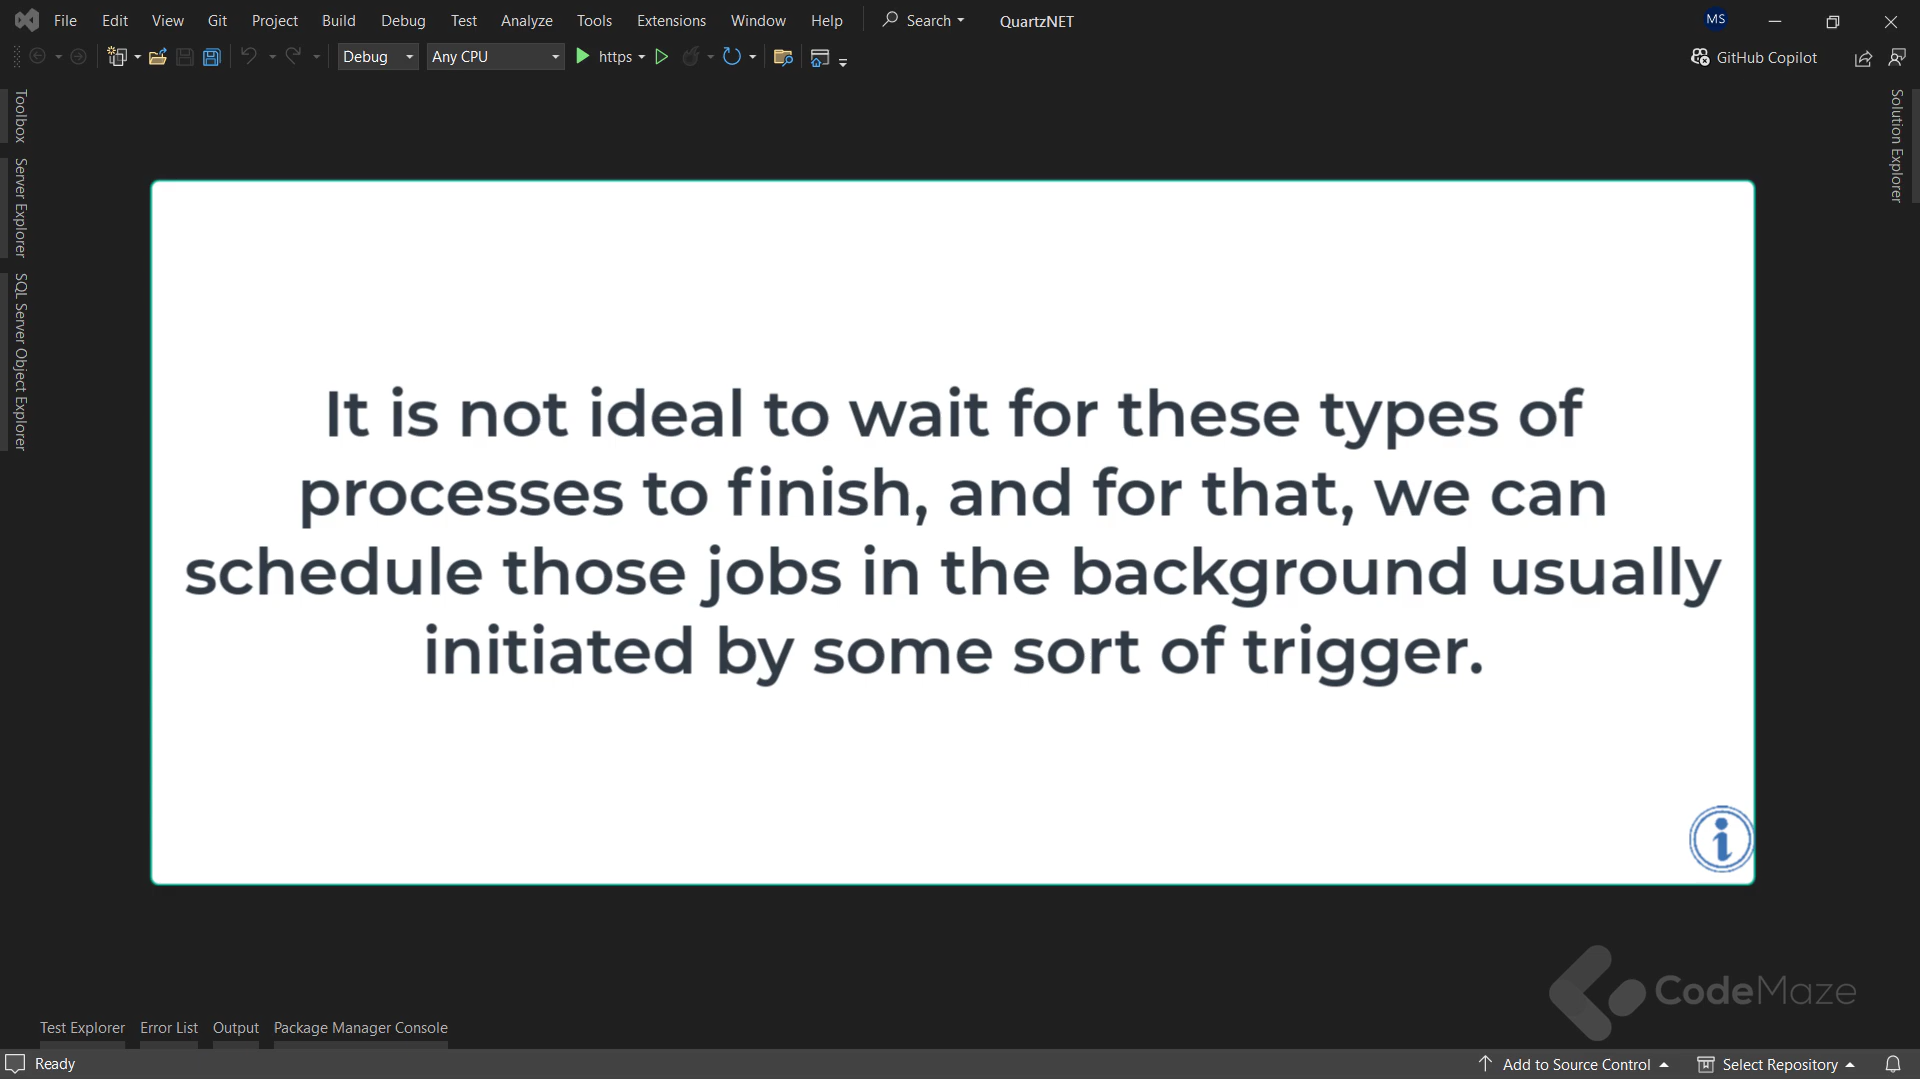 File Edit View Git Project Build Debug Test Analyze Tools Extensions Window Help Search QuartzNET MS
Debug Any CPU https GitHub Copilot
Toolbox
Server Explorer
SQL Server Object Explorer
Solution Explorer
It is not ideal to wait for these types of
processes to finish, and for that, we can
schedule those jobs in the background usually
initiated by some sort of trigger.
CodeMaze
Test Explorer Error List Output Package Manager Console
Ready Add to Source Control Select Repository